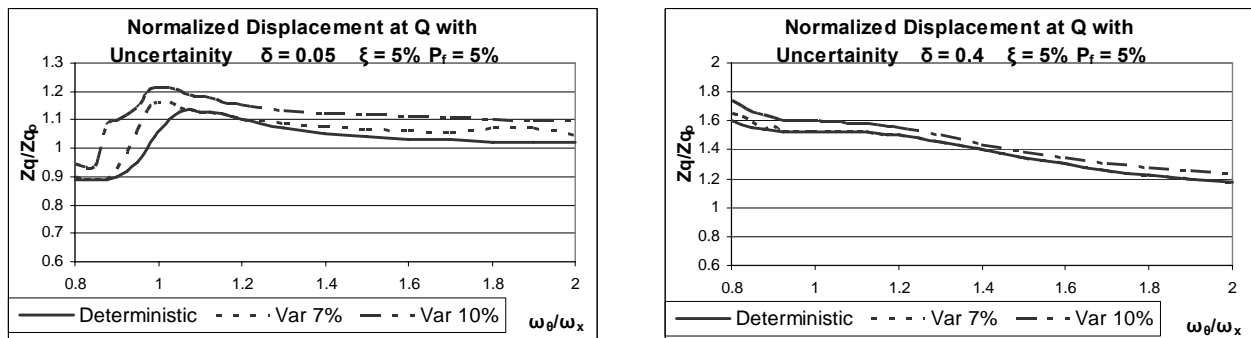 Normalized Displacement at Q with
Uncertainity δ = 0.05 ξ = 5% Pf = 5%
Zq/Zqo
1.3
1.2
1.1
1
0.9
0.8
0.7
0.6
0.8 1 1.2 1.4 1.6 1.8 2
Deterministic Var 7% Var 10%
ωθ/ωx
Normalized Displacement at Q with
Uncertainity δ = 0.4 ξ = 5% Pf = 5%
Zq/Zqo
2
1.8
1.6
1.4
1.2
1
0.8
0.6
0.8 1 1.2 1.4 1.6 1.8 2
Deterministic Var 7% Var 10%
ωθ/ωx